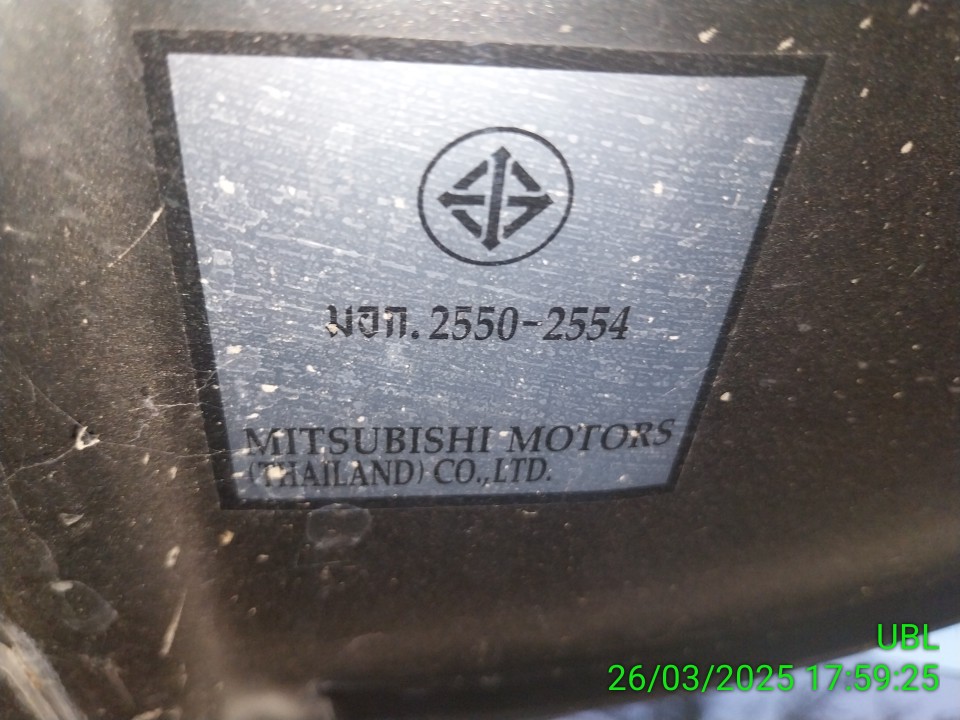 มอก. 2550-2554
MITSUBISHI MOTORS
(THAILAND) CO.,LTD.
UBL
26/03/2025 17:59:25